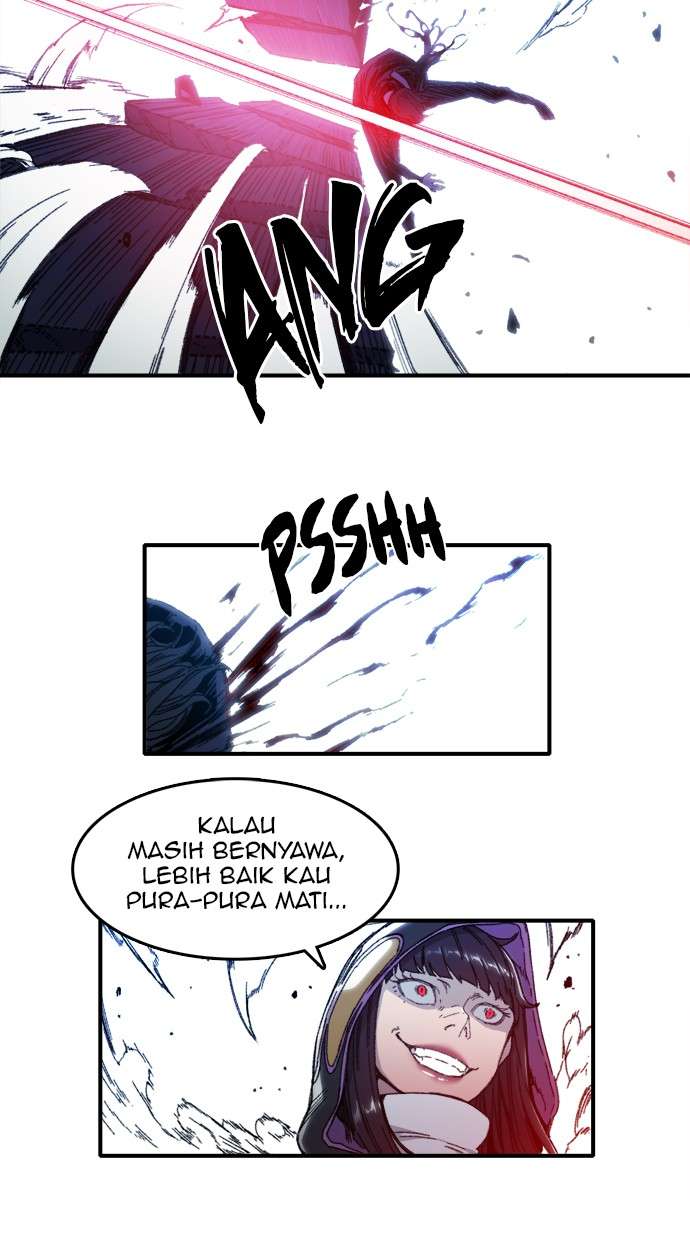 ANG
PSSHH
KALAU
MASIH BERNYAWA,
LEBIH BAIK KAU
PURA-PURA MATI...